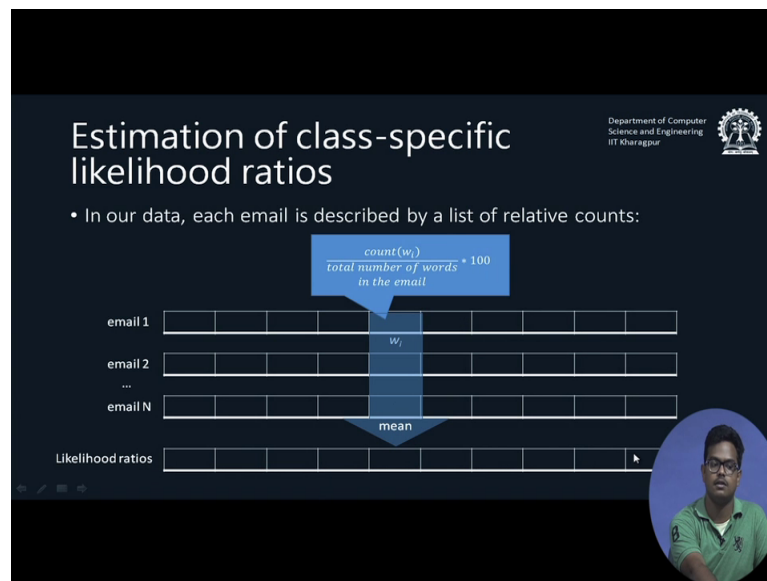 Estimation of class-specific
likelihood ratios
Department of Computer
Science and Engineering
IIT Kharagpur
• In our data, each email is described by a list of relative counts:
count(wᵢ)
total number of words
in the email
* 100
email 1
wᵢ
email 2
...
email N
mean
Likelihood ratios